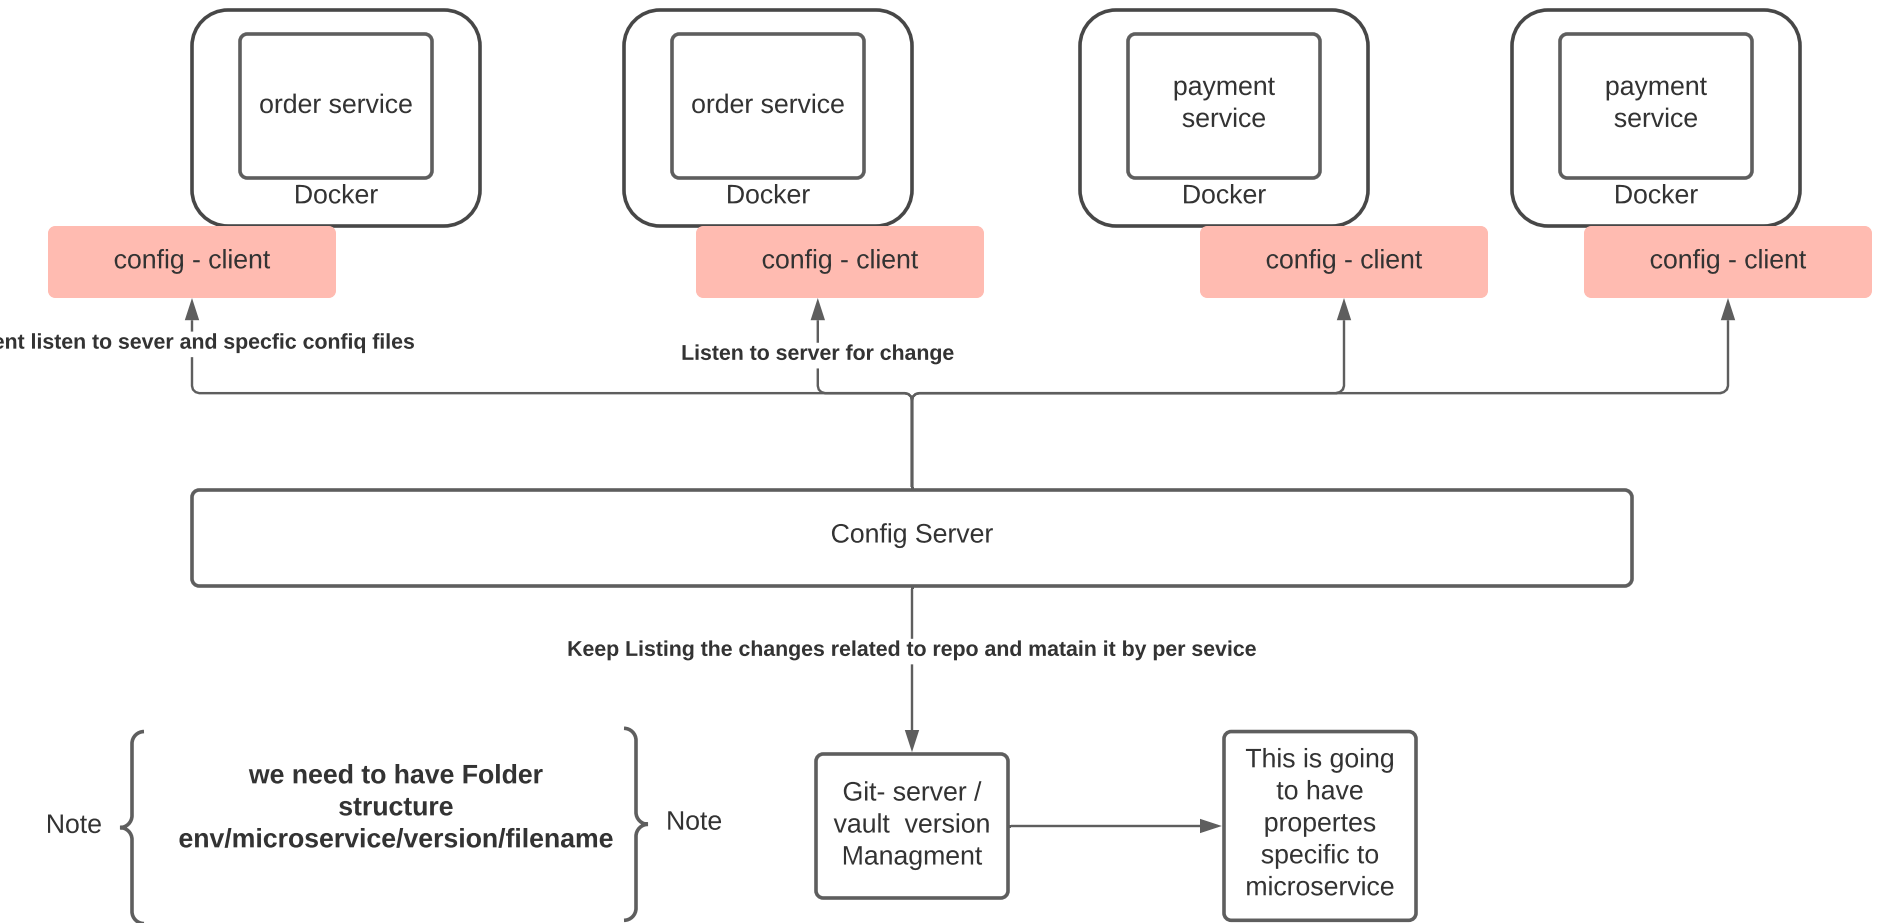 order service
order service
payment
service
payment
service
Docker
Docker
Docker
Docker
config - client
config - client
config - client
config - client
listen to sever and specfic confiq files
Listen to server for change
Config Server
Keep Listing the changes related to repo and matain it by per sevice
Note
we need to have Folder
structure
env/microservice/version/filename
Note
Git- server /
vault version
Managment
This is going
to have
propertes
specific to
microservice